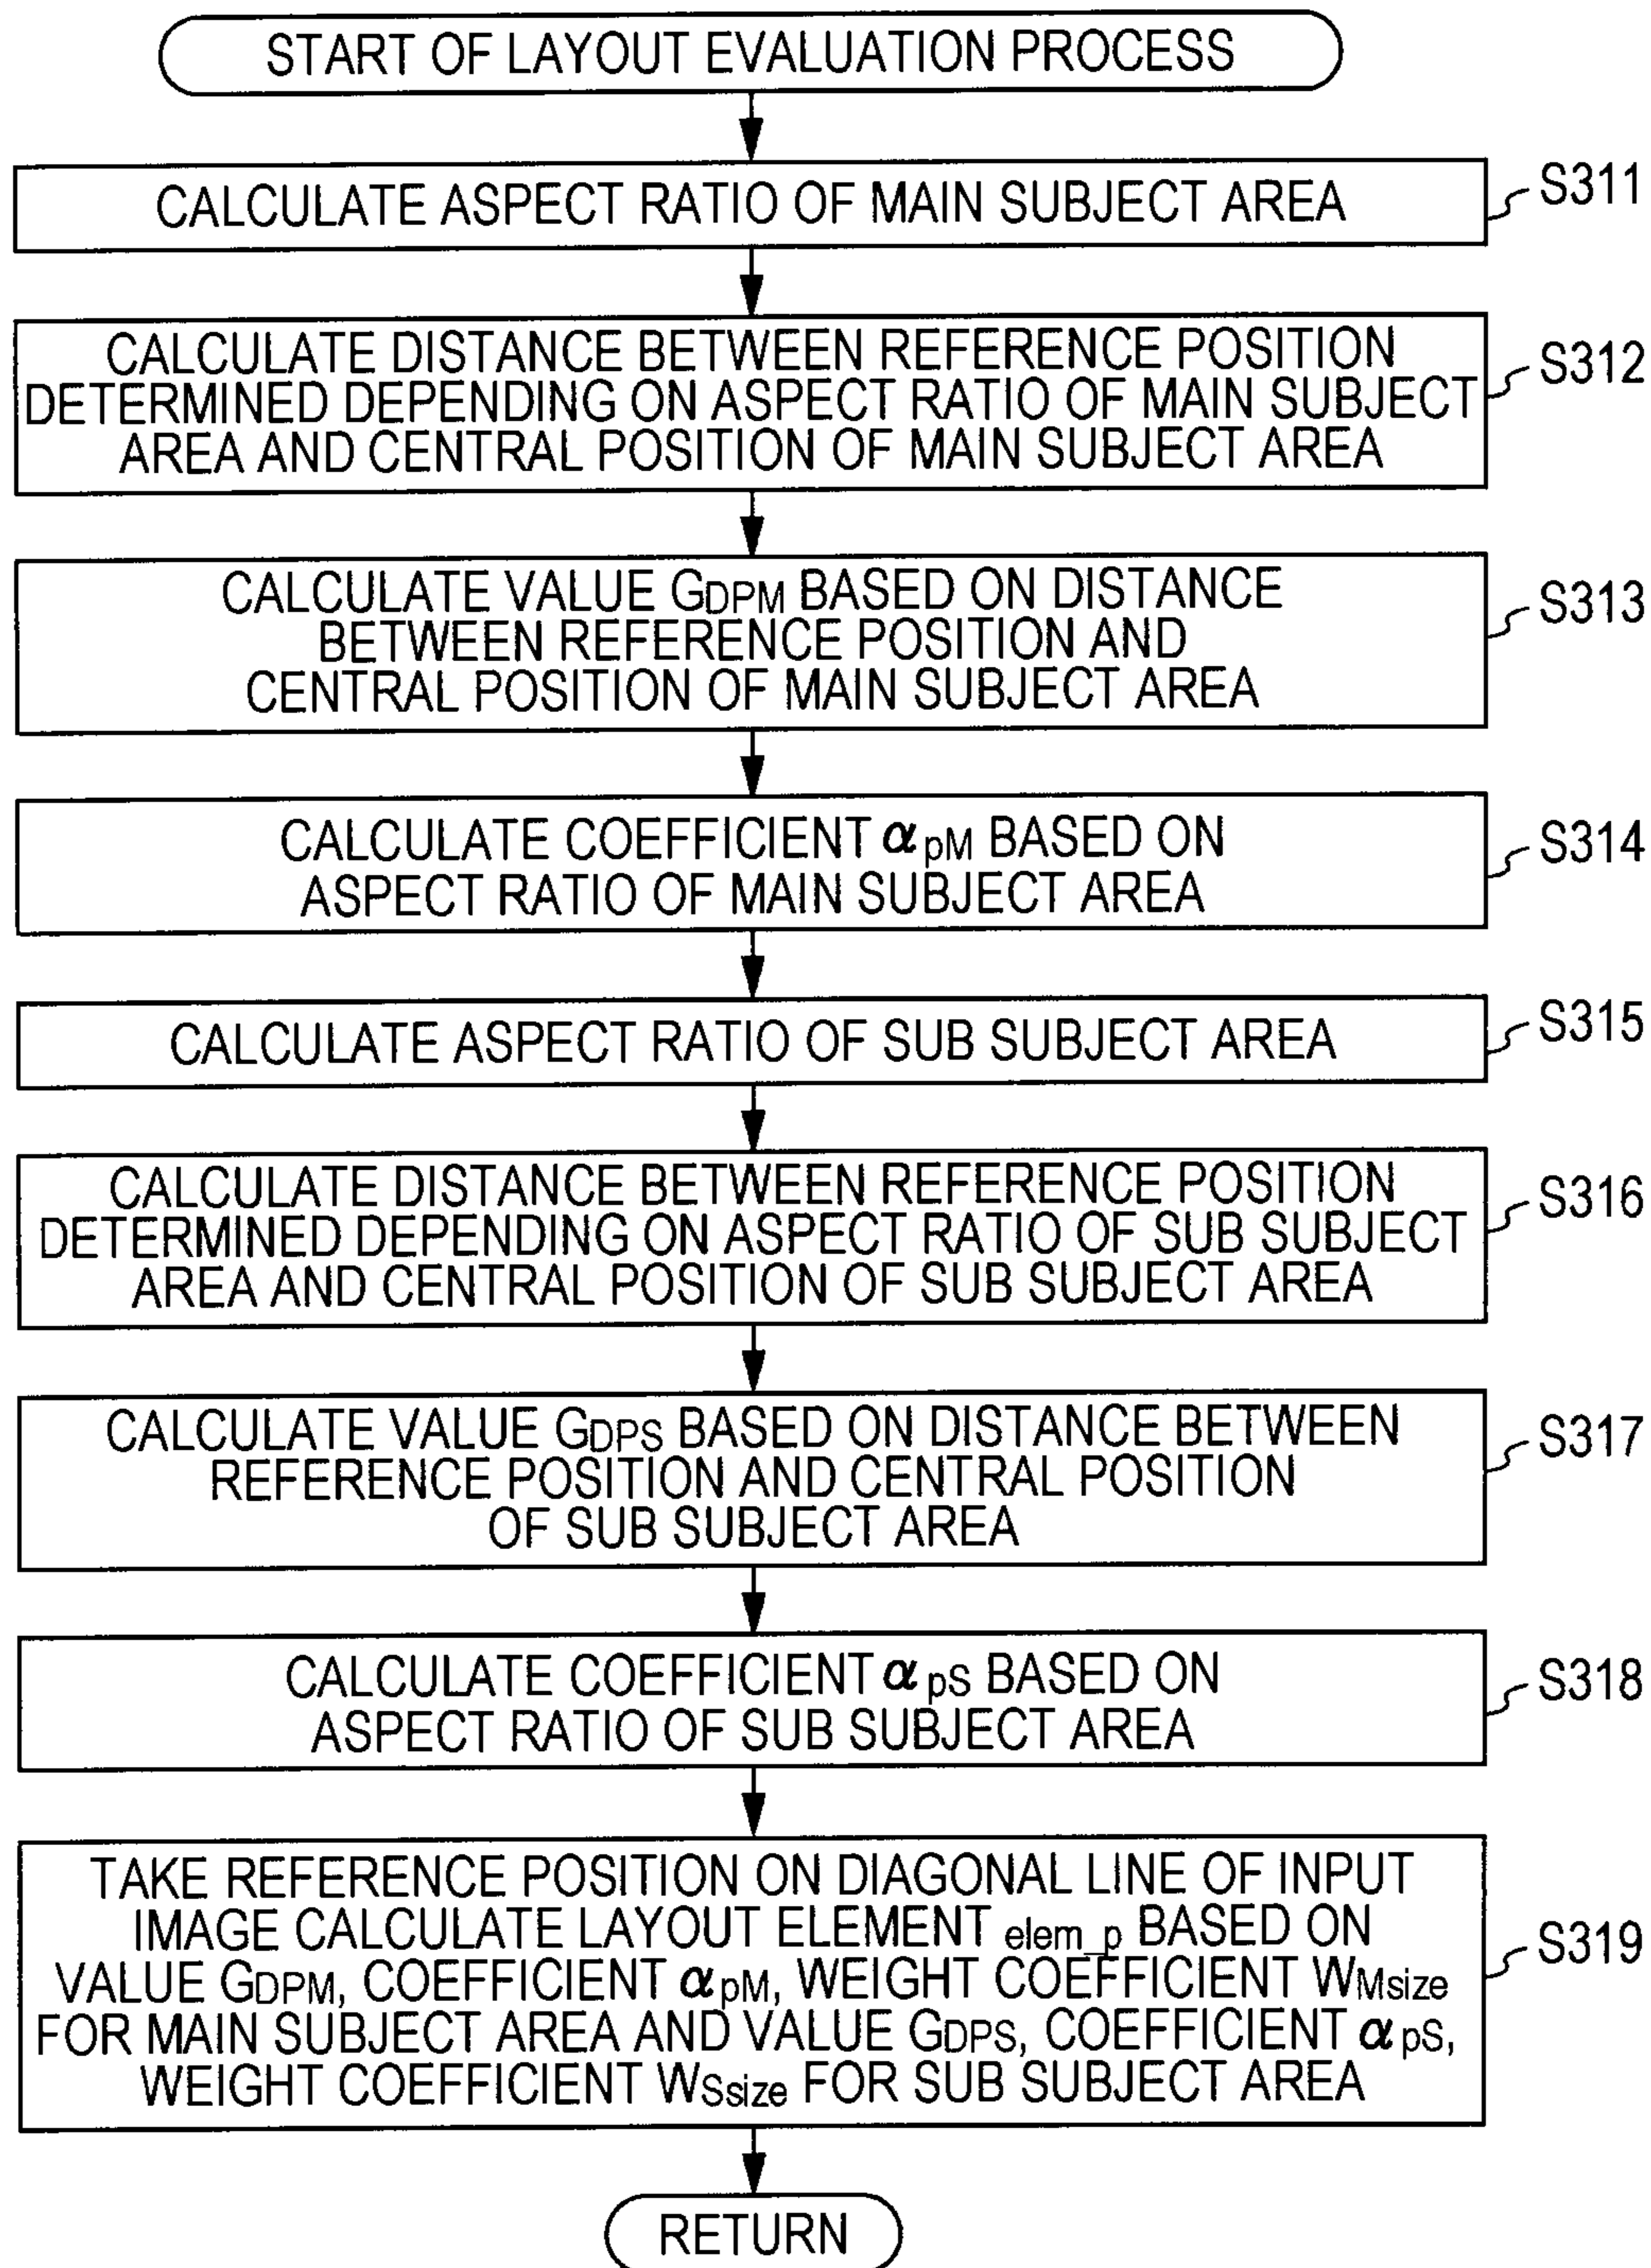 START OF LAYOUT EVALUATION PROCESS
CALCULATE ASPECT RATIO OF MAIN SUBJECT AREA
S311
CALCULATE DISTANCE BETWEEN REFERENCE POSITION
DETERMINED DEPENDING ON ASPECT RATIO OF MAIN SUBJECT
AREA AND CENTRAL POSITION OF MAIN SUBJECT AREA
S312
CALCULATE VALUE GDPM BASED ON DISTANCE
BETWEEN REFERENCE POSITION AND
CENTRAL POSITION OF MAIN SUBJECT AREA
S313
CALCULATE COEFFICIENT αpM BASED ON
ASPECT RATIO OF MAIN SUBJECT AREA
S314
CALCULATE ASPECT RATIO OF SUB SUBJECT AREA
S315
CALCULATE DISTANCE BETWEEN REFERENCE POSITION
DETERMINED DEPENDING ON ASPECT RATIO OF SUB SUBJECT
AREA AND CENTRAL POSITION OF SUB SUBJECT AREA
S316
CALCULATE VALUE GDPS BASED ON DISTANCE BETWEEN
REFERENCE POSITION AND CENTRAL POSITION
OF SUB SUBJECT AREA
S317
CALCULATE COEFFICIENT αpS BASED ON
ASPECT RATIO OF SUB SUBJECT AREA
S318
TAKE REFERENCE POSITION ON DIAGONAL LINE OF INPUT
IMAGE CALCULATE LAYOUT ELEMENT elem_p BASED ON
VALUE GDPM, COEFFICIENT αpM, WEIGHT COEFFICIENT WMsize
FOR MAIN SUBJECT AREA AND VALUE GDPS, COEFFICIENT αpS,
WEIGHT COEFFICIENT WSsize FOR SUB SUBJECT AREA
S319
RETURN